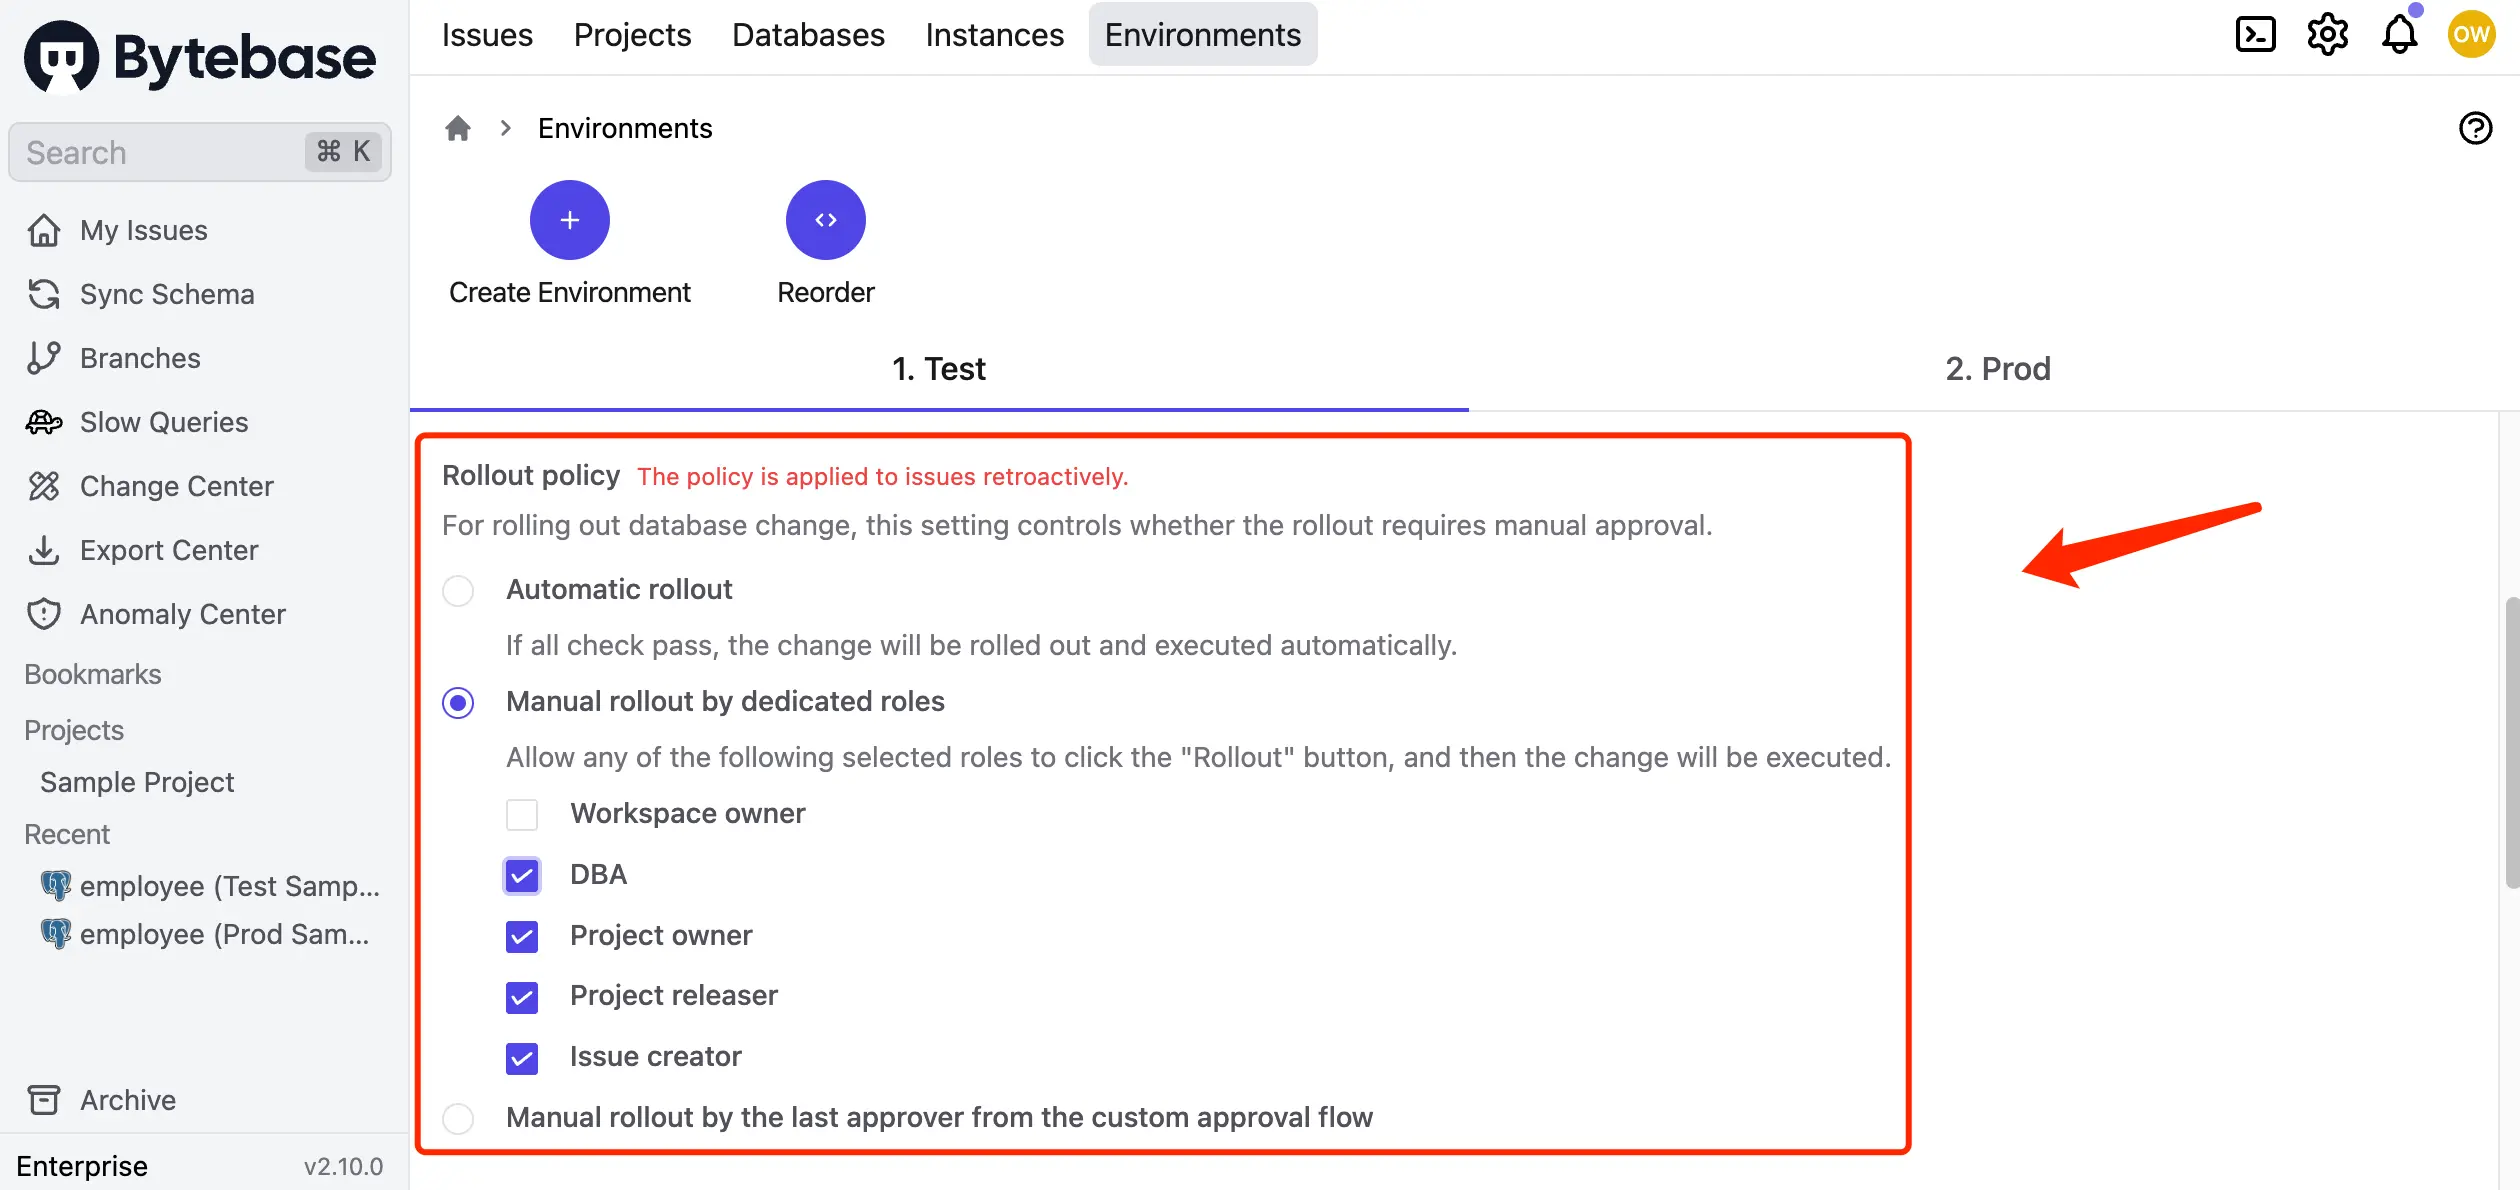 Bytebase
Search ⌘ K
My Issues
Sync Schema
Branches
Slow Queries
Change Center
Export Center
Anomaly Center
Bookmarks
Projects
Sample Project
Recent
employee (Test Samp...
employee (Prod Sam...
Archive
Enterprise v2.10.0
Issues Projects Databases Instances Environments
OW
Environments
Create Environment Reorder
1. Test 2. Prod
Rollout policy The policy is applied to issues retroactively.
For rolling out database change, this setting controls whether the rollout requires manual approval.
Automatic rollout
If all check pass, the change will be rolled out and executed automatically.
Manual rollout by dedicated roles
Allow any of the following selected roles to click the "Rollout" button, and then the change will be executed.
Workspace owner
DBA
Project owner
Project releaser
Issue creator
Manual rollout by the last approver from the custom approval flow